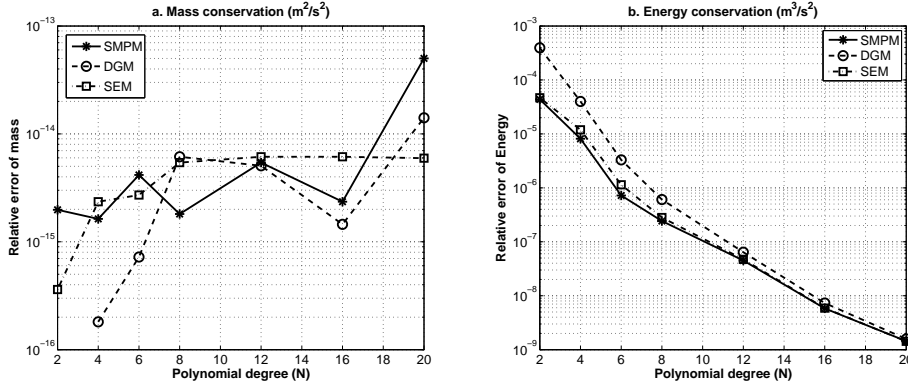 a. Mass conservation (m²/s²)
10⁻¹³
10⁻¹⁴
10⁻¹⁵
10⁻¹⁶
Relative error of mass
SMPM
DGM
SEM
2 4 6 8 10 12 14 16 18 20
Polynomial degree (N)
b. Energy conservation (m³/s²)
10⁻³
10⁻⁴
10⁻⁵
10⁻⁶
10⁻⁷
10⁻⁸
10⁻⁹
Relative error of Energy
SMPM
DGM
SEM
2 4 6 8 10 12 14 16 18 20
Polynomial degree (N)